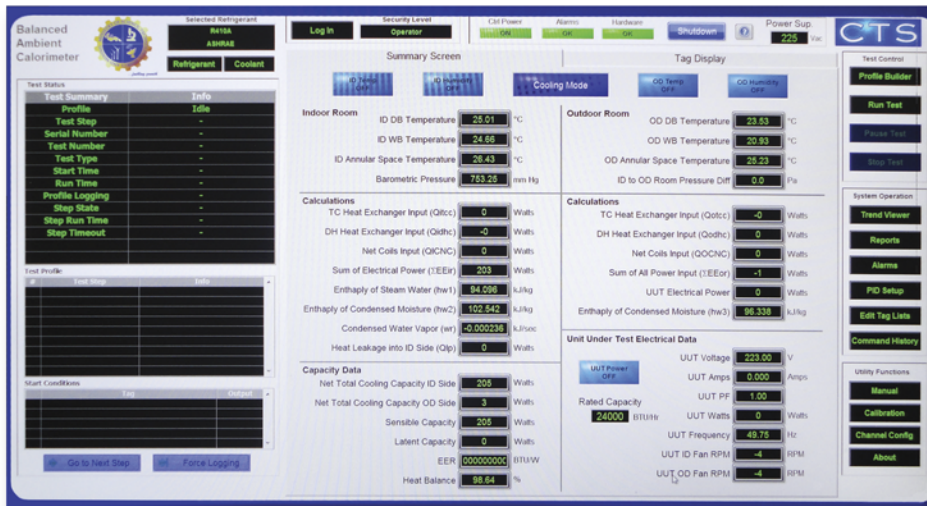 Balanced
Ambient
Calorimeter
Selected Refrigerant
R410A
ASHRAE
Refrigerant Coolant
Log In
Security Level
Operator
Ctrl Power Alarms Hardware
ON OK OK
Shutdown
Power Sup.
225 Vac
CTS
Summary Screen Tag Display
ID Temp OFF
ID Humidity OFF
Cooling Mode
OD Temp OFF
OD Humidity OFF
Test Status
Test Summary Info
Profile Idle
Test Step -
Serial Number -
Test Number -
Test Type -
Start Time -
Run Time -
Profile Logging -
Step State -
Step Run Time -
Step Timeout -
Test Profile
# Test Step Info
Start Conditions
Tag Output
Go to Next Step Force Logging
Indoor Room
ID DB Temperature 25.01 °C
ID WB Temperature 24.66 °C
ID Annular Space Temperature 26.43 °C
Barometric Pressure 753.25 mm Hg
Calculations
TC Heat Exchanger Input (Qitcc) 0 Watts
DH Heat Exchanger Input (Qidhc) -0 Watts
Net Coils Input (QICNC) 0 Watts
Sum of Electrical Power (ΣEEir) 203 Watts
Enthaply of Steam Water (hw1) 94.096 kJ/kg
Enthaply of Condensed Moisture (hw2) 102.542 kJ/kg
Condensed Water Vapor (wr) -0.000236 kJ/sec
Heat Leakage into ID Side (Qlp) 0 Watts
Capacity Data
Net Total Cooling Capacity ID Side 205 Watts
Net Total Cooling Capacity OD Side 3 Watts
Sensible Capacity 205 Watts
Latent Capacity 0 Watts
EER 000000000 BTU/W
Heat Balance 98.64 %
Outdoor Room
OD DB Temperature 23.53 °C
OD WB Temperature 20.93 °C
OD Annular Space Temperature 25.23 °C
ID to OD Room Pressure Diff 0.0 Pa
Calculations
TC Heat Exchanger Input (Qotcc) -0 Watts
DH Heat Exchanger Input (Qodhc) 0 Watts
Net Coils Input (QOCNC) 0 Watts
Sum of All Power Input (ΣEEor) -1 Watts
UUT Electrical Power 0 Watts
Enthaply of Condensed Moisture (hw3) 96.338 kJ/kg
Unit Under Test Electrical Data
UUT Power OFF
Rated Capacity
24000 BTU/Hr
UUT Voltage 223.00 V
UUT Amps 0.000 Amps
UUT PF 1.00
UUT Watts 0 Watts
UUT Frequency 49.75 Hz
UUT ID Fan RPM -4 RPM
UUT OD Fan RPM -4 RPM
Test Control
Profile Builder
Run Test
Pause Test
Stop Test
System Operation
Trend Viewer
Reports
Alarms
PID Setup
Edit Tag Lists
Command History
Utility Functions
Manual
Calibration
Channel Config
About